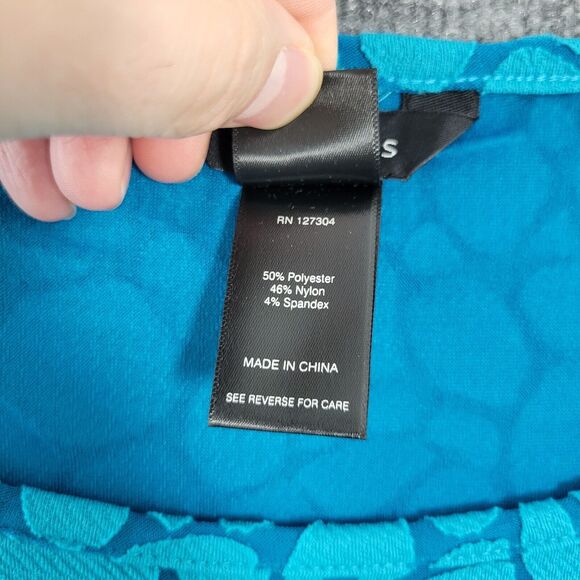 S
RN 127304
50% Polyester
46% Nylon
4% Spandex
MADE IN CHINA
SEE REVERSE FOR CARE